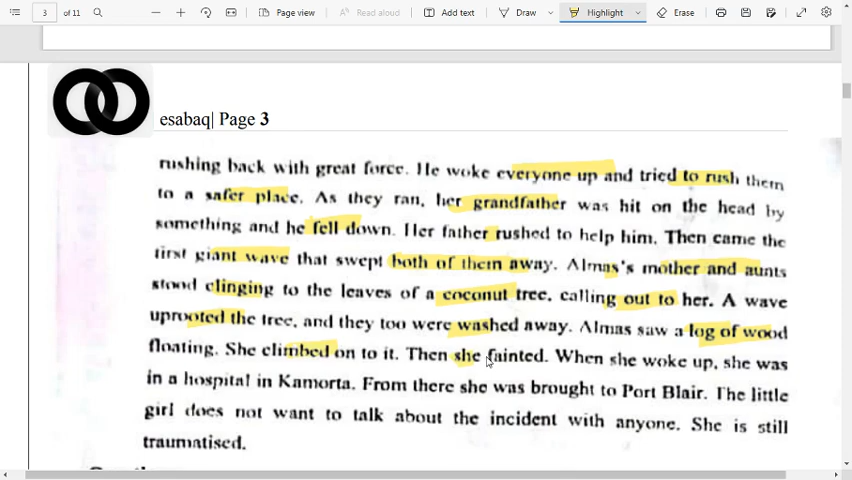 3 of 11 Page view Read aloud Add text Draw Highlight Erase
esabaq| Page 3
rushing back with great force. He woke everyone up and tried to rush them
to a safer place. As they ran, her grandfather was hit on the head by
something and he fell down. Her father rushed to help him. Then came the
first giant wave that swept both of them away. Almas's mother and aunts
stood clinging to the leaves of a coconut tree, calling out to her. A wave
uprooted the tree, and they too were washed away. Almas saw a log of wood
floating. She climbed on to it. Then she fainted. When she woke up, she was
in a hospital in Kamorta. From there she was brought to Port Blair. The little
girl does not want to talk about the incident with anyone. She is still
traumatised.